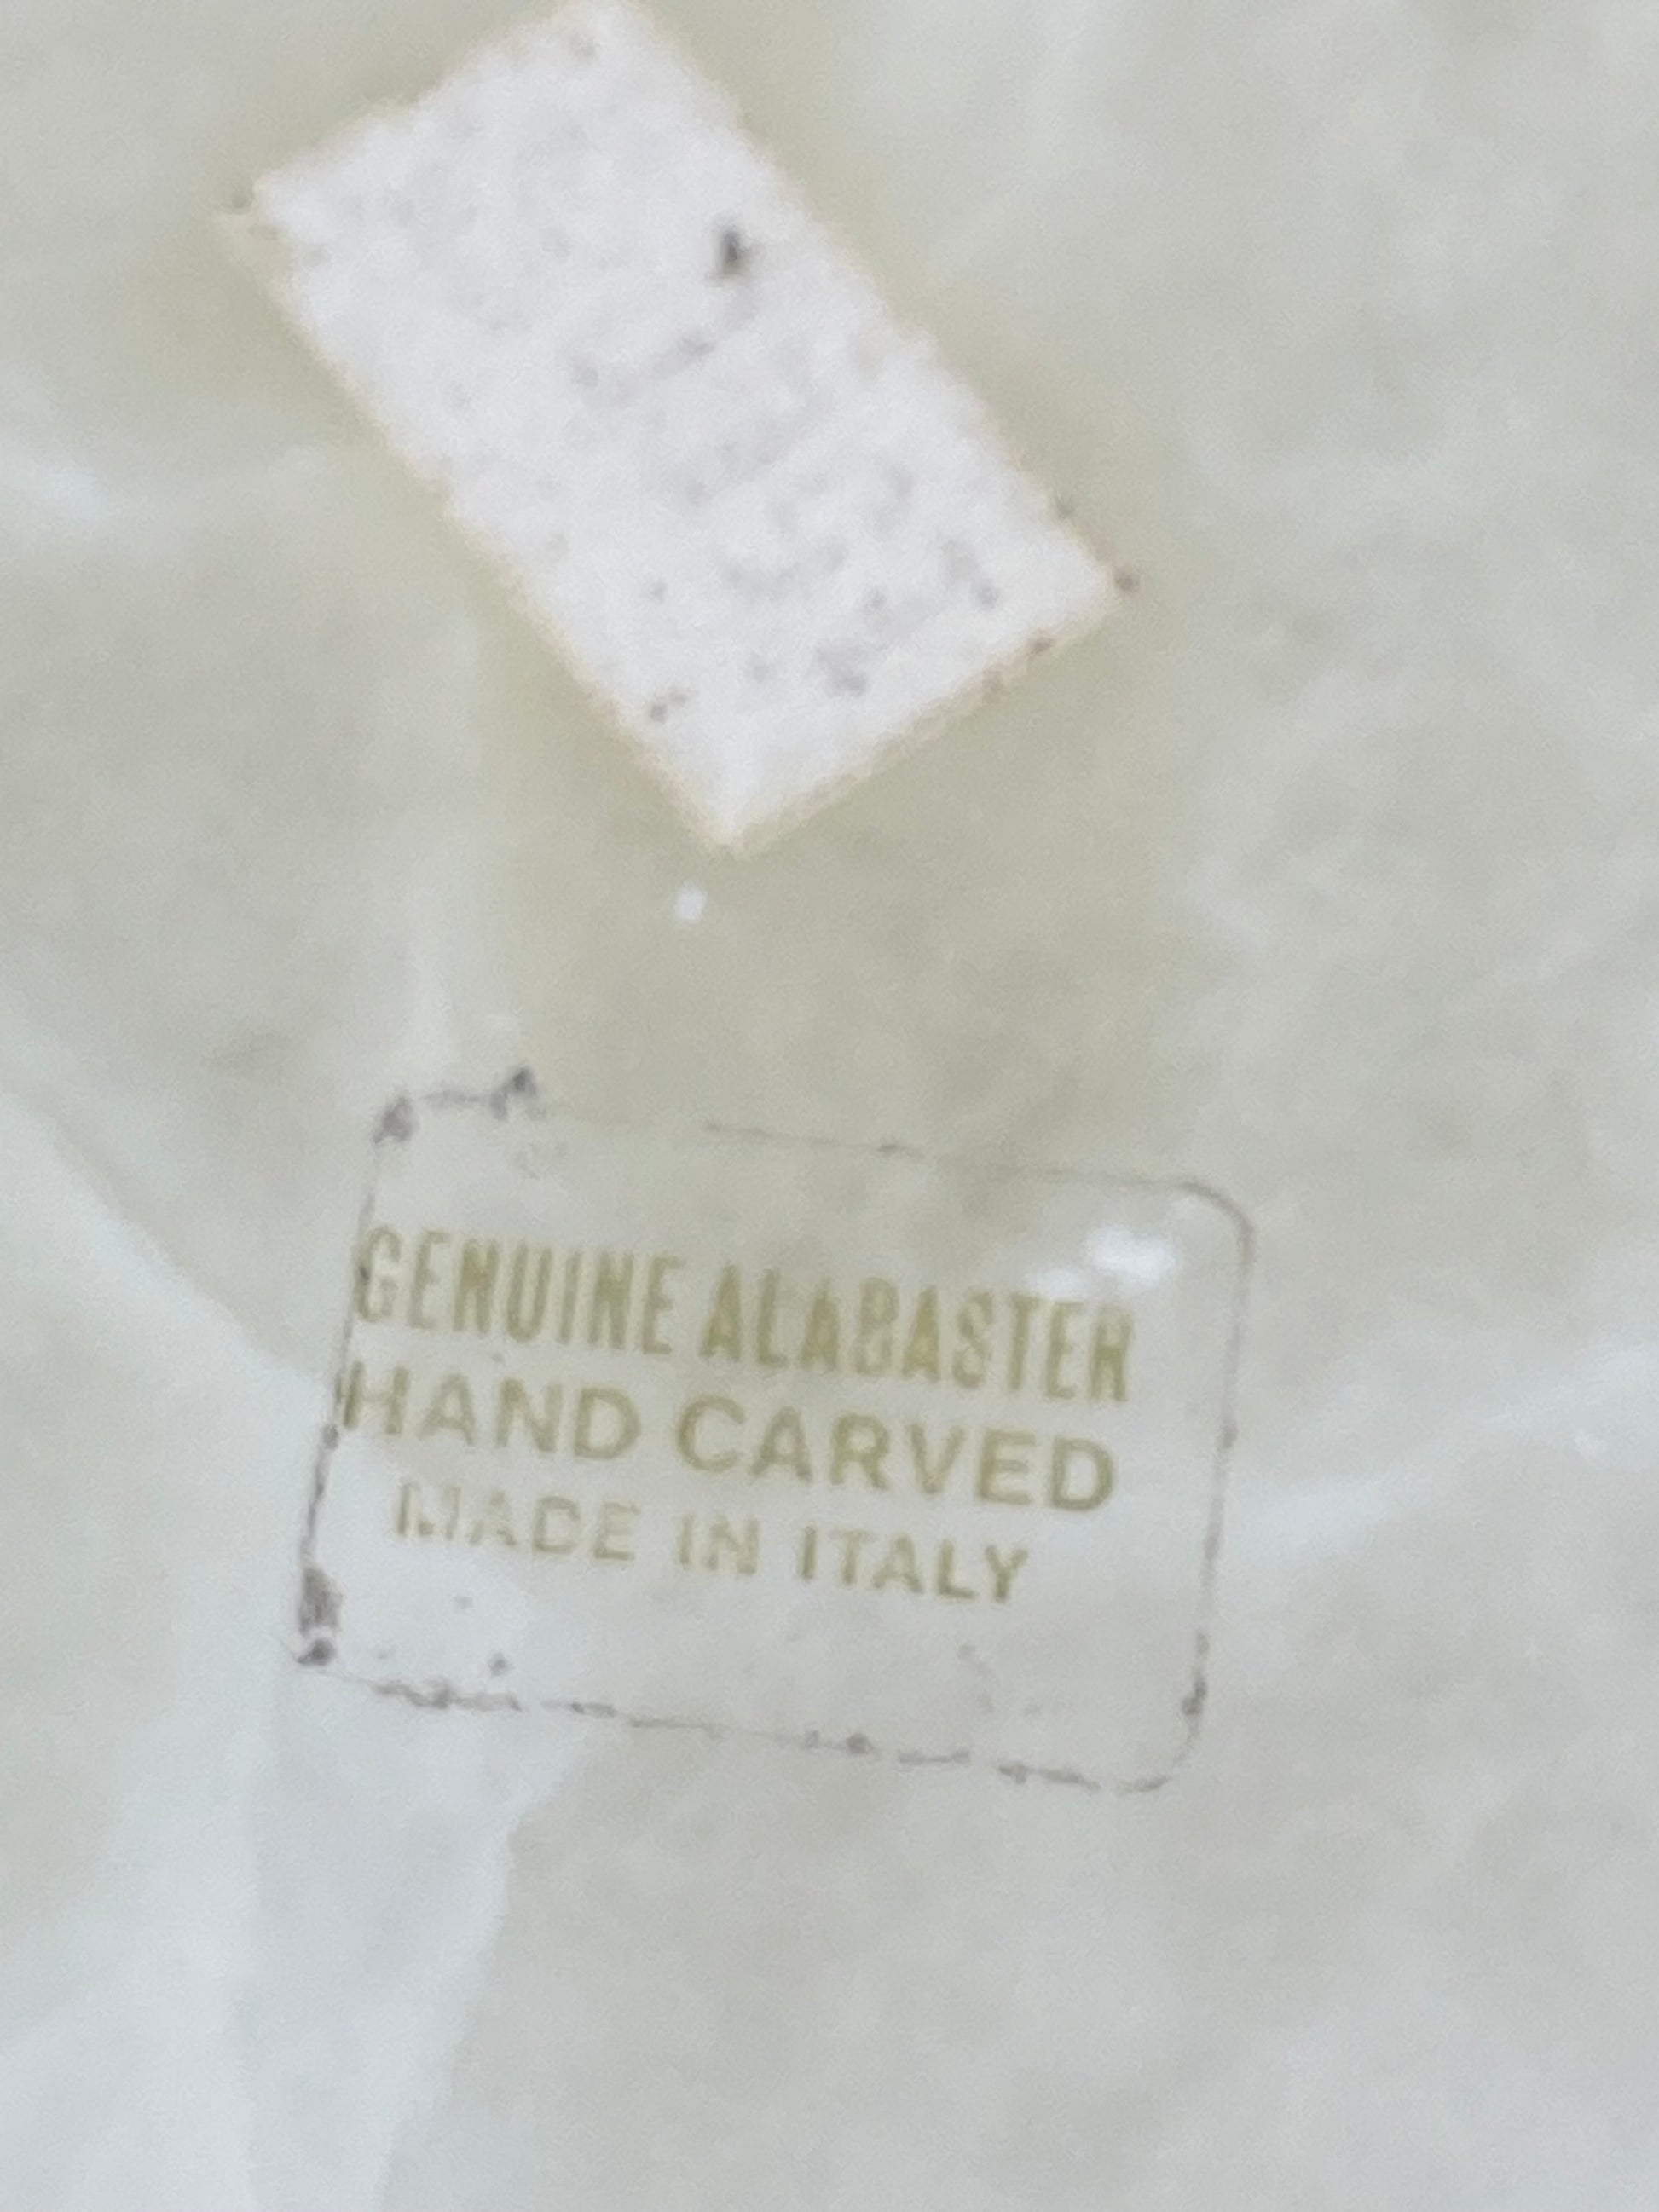 GENUINE ALABASTER
HAND CARVED
MADE IN ITALY